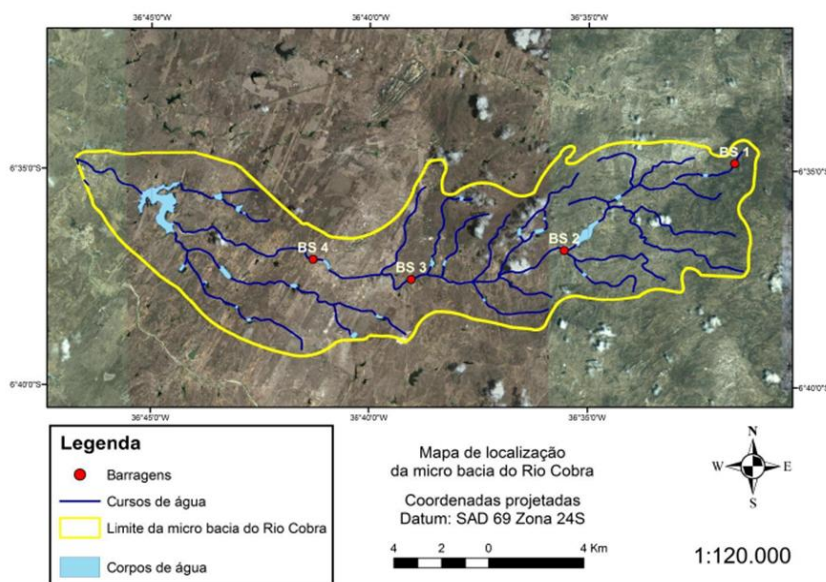 36°45'0"W 36°40'0"W 36°35'0"W
6°35'0"S 6°35'0"S
BS 1
BS 2
BS 4
BS 3
6°40'0"S 6°40'0"S
36°45'0"W 36°40'0"W 36°35'0"W
Legenda
Barragens
Cursos de água
Limite da micro bacia do Rio Cobra
Corpos de água
Mapa de localização
da micro bacia do Rio Cobra
Coordenadas projetadas
Datum: SAD 69 Zona 24S
4 2 0 4 Km
N
W E
S
1:120.000